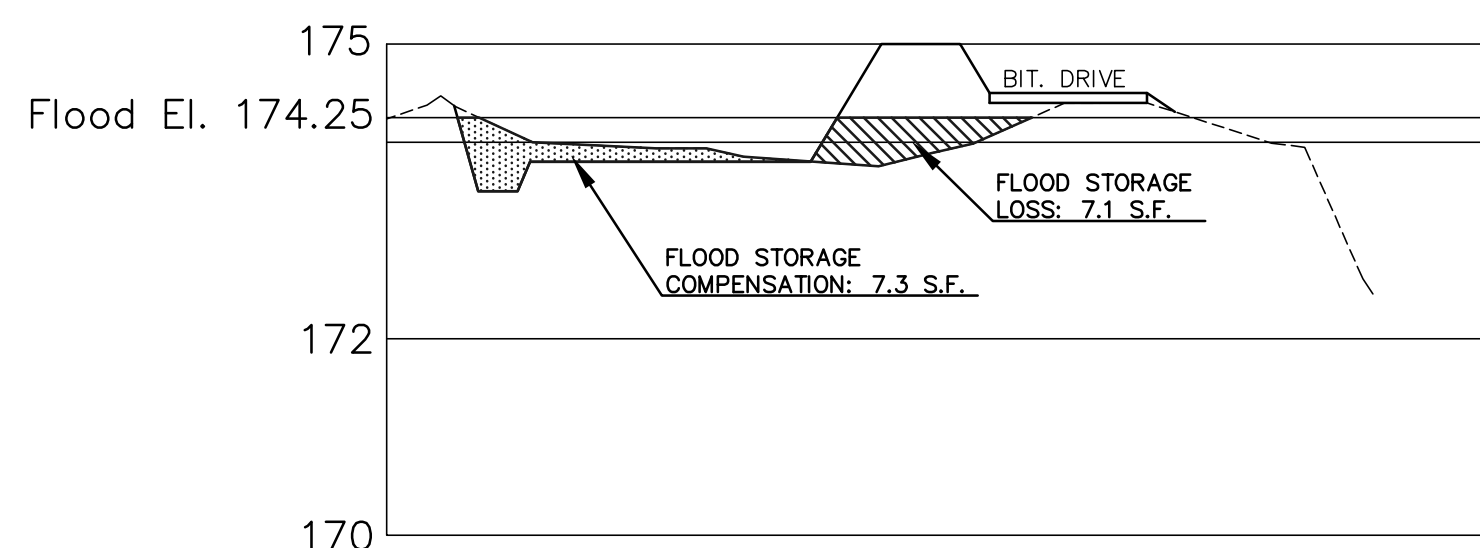 175
BIT. DRIVE
Flood El. 174.25
FLOOD STORAGE
LOSS: 7.1 S.F.
FLOOD STORAGE
COMPENSATION: 7.3 S.F.
172
170